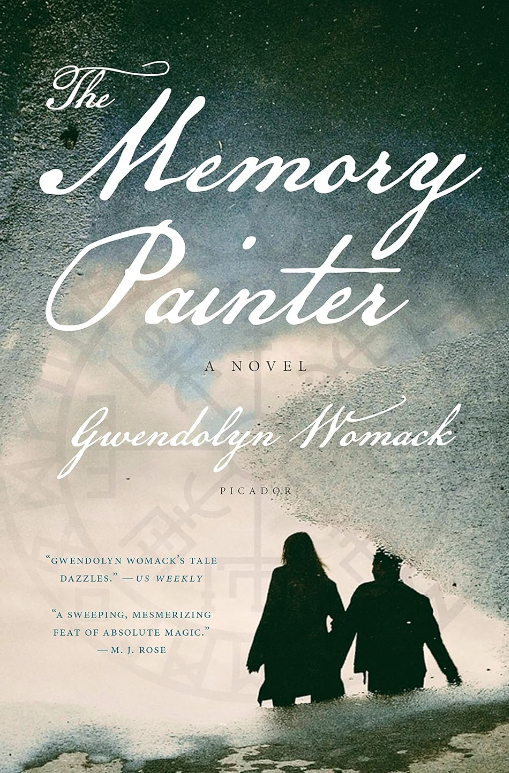 The
Memory
Painter
A NOVEL
Gwendolyn Womack
PICADOR
“GWENDOLYN WOMACK’S TALE
DAZZLES.” —US WEEKLY
“A SWEEPING, MESMERIZING
FEAT OF ABSOLUTE MAGIC.”
—M. J. ROSE